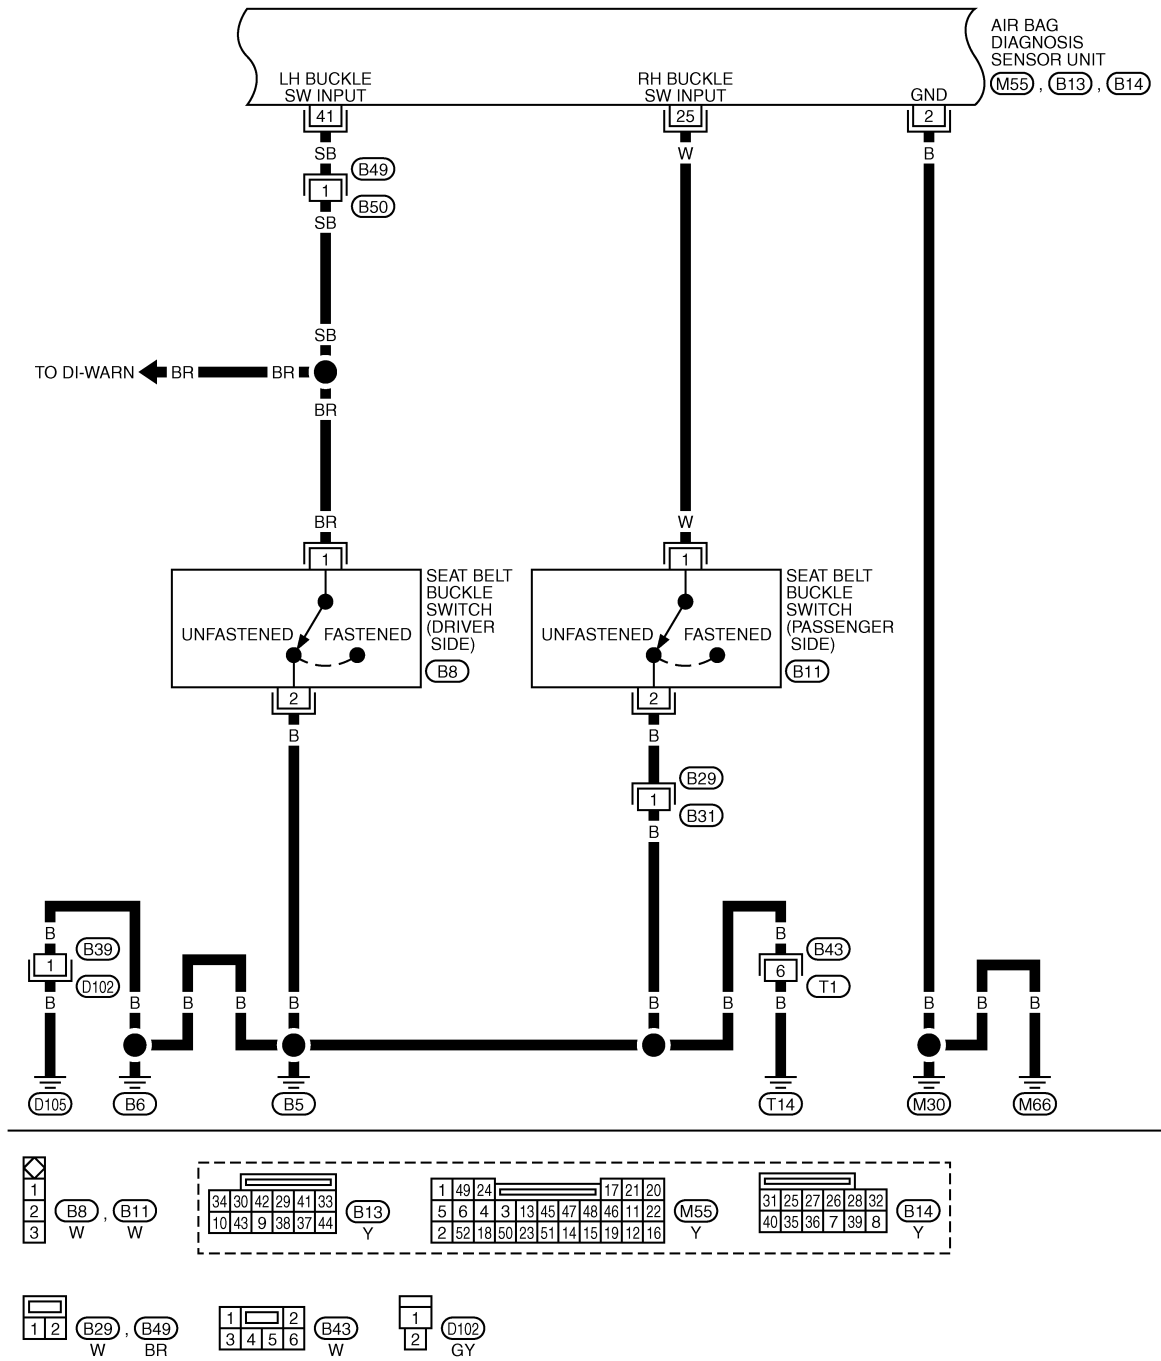 AIR BAG
DIAGNOSIS
SENSOR UNIT
M55 , B13 , B14
LH BUCKLE
SW INPUT
RH BUCKLE
SW INPUT
GND
41
25
2
SB
W
B
B49
1
B50
SB
SB
TO DI-WARN
BR
BR
BR
BR
W
1
1
SEAT BELT
BUCKLE
SWITCH
(DRIVER
SIDE)
B8
UNFASTENED
FASTENED
SEAT BELT
BUCKLE
SWITCH
(PASSENGER
SIDE)
B11
UNFASTENED
FASTENED
2
2
B
B
B29
1
B31
B
B
B39
1
D102
B
B
B
B
B
B
B
B
B43
6
T1
B
B
B
B
B
D105
B6
B5
T14
M30
M66
1
2
3
B8 , B11
W W
34 30 42 29 41 33
10 43 9 38 37 44
B13
Y
1 49 24 17 21 20
5 6 4 3 13 45 47 48 46 11 22
2 52 18 50 23 51 14 15 19 12 16
M55
Y
31 25 27 26 28 32
40 35 36 7 39 8
B14
Y
1 2
B29 , B49
W BR
1 2
3 4 5 6
B43
W
1
2
D102
GY